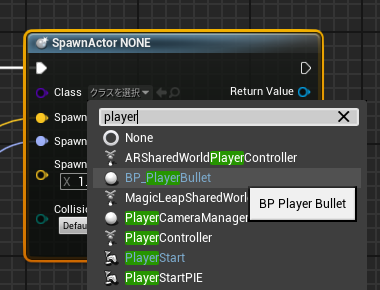 SpawnActor NONE
Class クラスを選択
Return Value
Spawn
Spawn
Spawn
X 1.
Collision
Defau
player
None
ARSharedWorldPlayerController
BP_PlayerBullet
MagicLeapSharedWorl
BP Player Bullet
PlayerCameraManager
PlayerController
PlayerStart
PlayerStartPIE